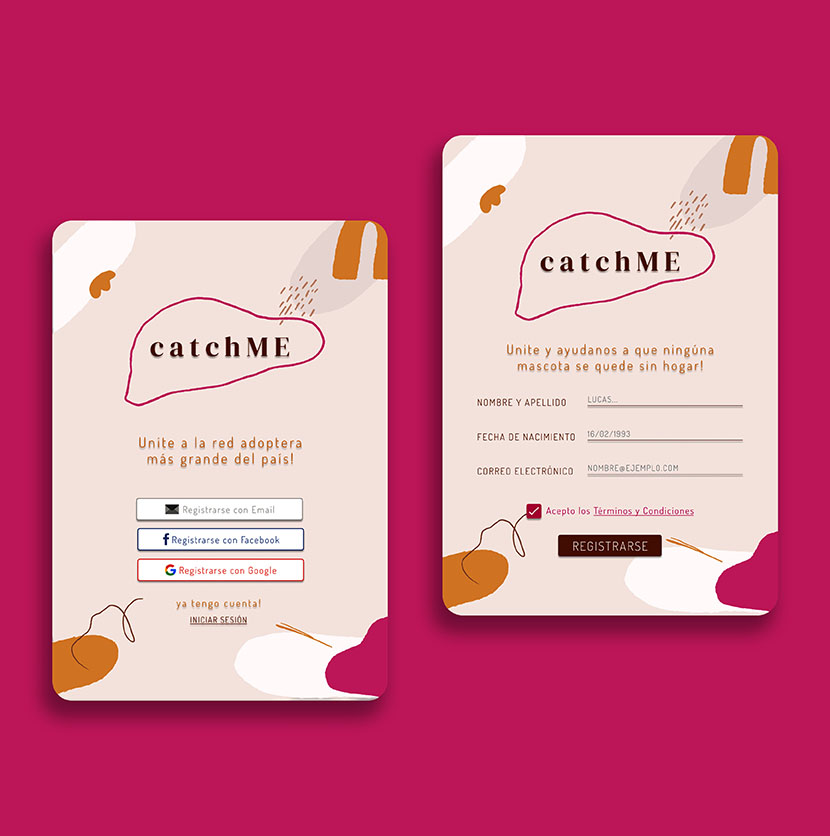 catchME
Unite a la red adoptera
más grande del país!
Registrarse con Email
Registrarse con Facebook
Registrarse con Google
ya tengo cuenta!
INICIAR SESIÓN
catchME
Unite y ayudanos a que ningúna
mascota se quede sin hogar!
NOMBRE Y APELLIDO LUCAS...
FECHA DE NACIMIENTO 16/02/1993
CORREO ELECTRÓNICO NOMBRE@EJEMPLO.COM
Acepto los Términos y Condiciones
REGISTRARSE